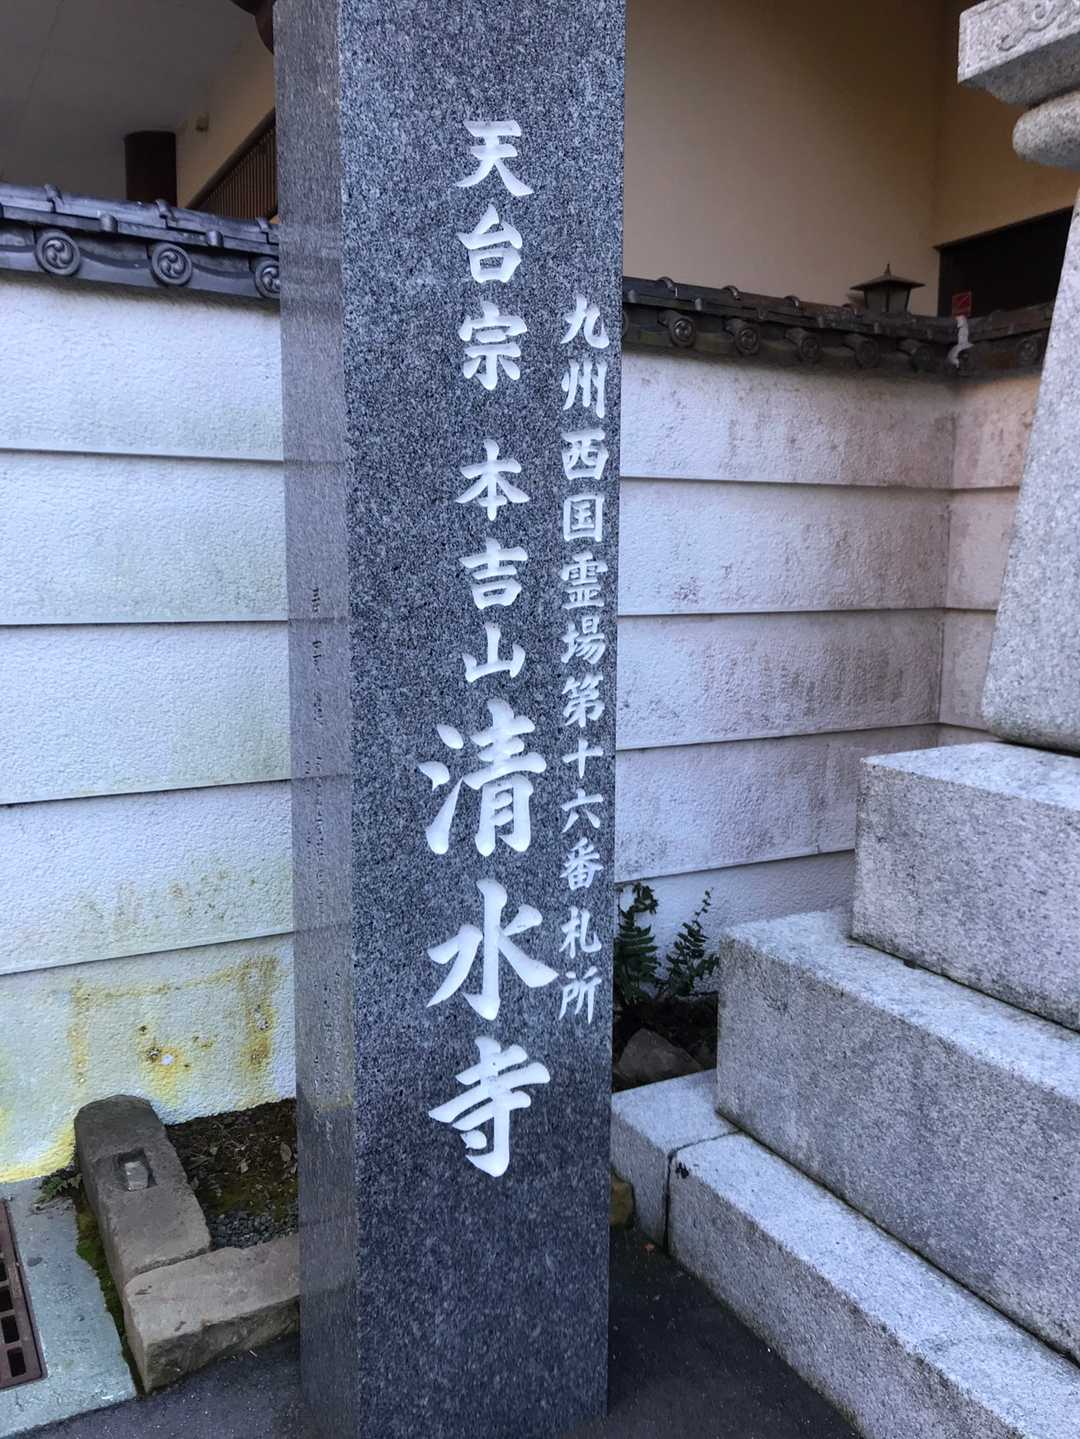 九州西国霊場第十六番札所
天台宗 本吉山 清水寺